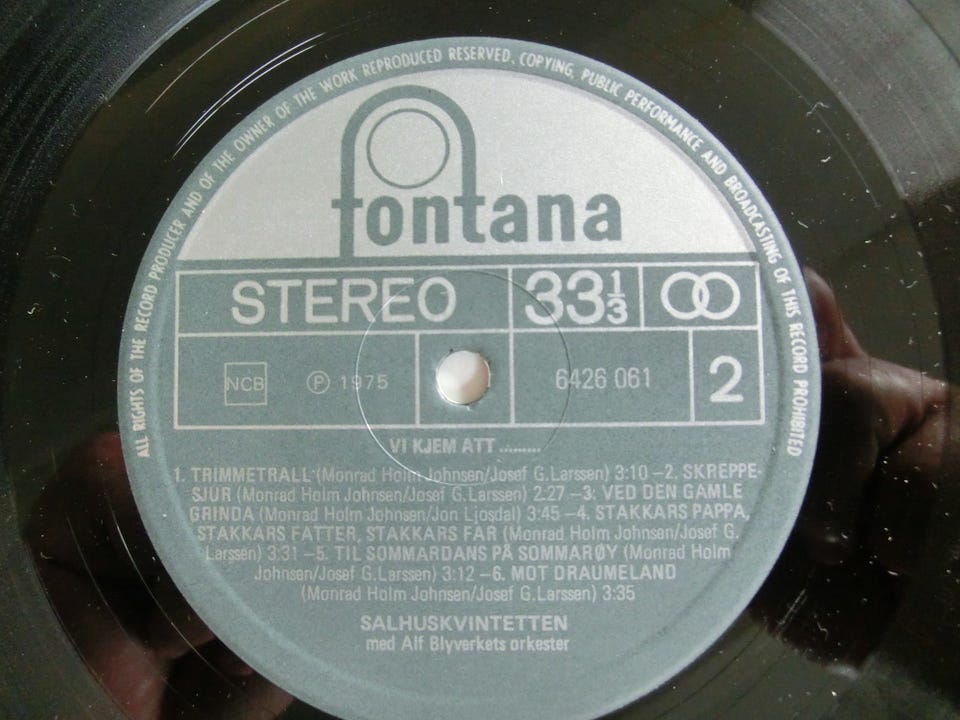 ALL RIGHTS OF THE RECORD PRODUCER AND OF THE OWNER OF THE WORK REPRODUCED RESERVED. COPYING, PUBLIC PERFORMANCE AND BROADCASTING OF THIS RECORD PROHIBITED
fontana
STEREO 33 1/3
NCB ℗ 1975 6426 061 2
VI KJEM ATT.........
1. TRIMMETRALL (Monrad Holm Johnsen/Josef G.Larssen) 3:10 –2. SKREPPE-
SJUR (Monrad Holm Johnsen/Josef G.Larssen) 2:27 –3. VED DEN GAMLE
GRINDA (Monrad Holm Johnsen/Jon Ljosdal) 3:45 –4. STAKKARS PAPPA,
STAKKARS FATTER, STAKKARS FAR (Monrad Holm Johnsen/Josef G.
Larssen) 3:31 –5. TIL SOMMARDANS PÅ SOMMARØY (Monrad Holm
Johnsen/Josef G.Larssen) 3:12 –6. MOT DRAUMELAND
(Monrad Holm Johnsen/Josef G.Larssen) 3:35
SALHUSKVINTETTEN
med Alf Blyverkets orkester